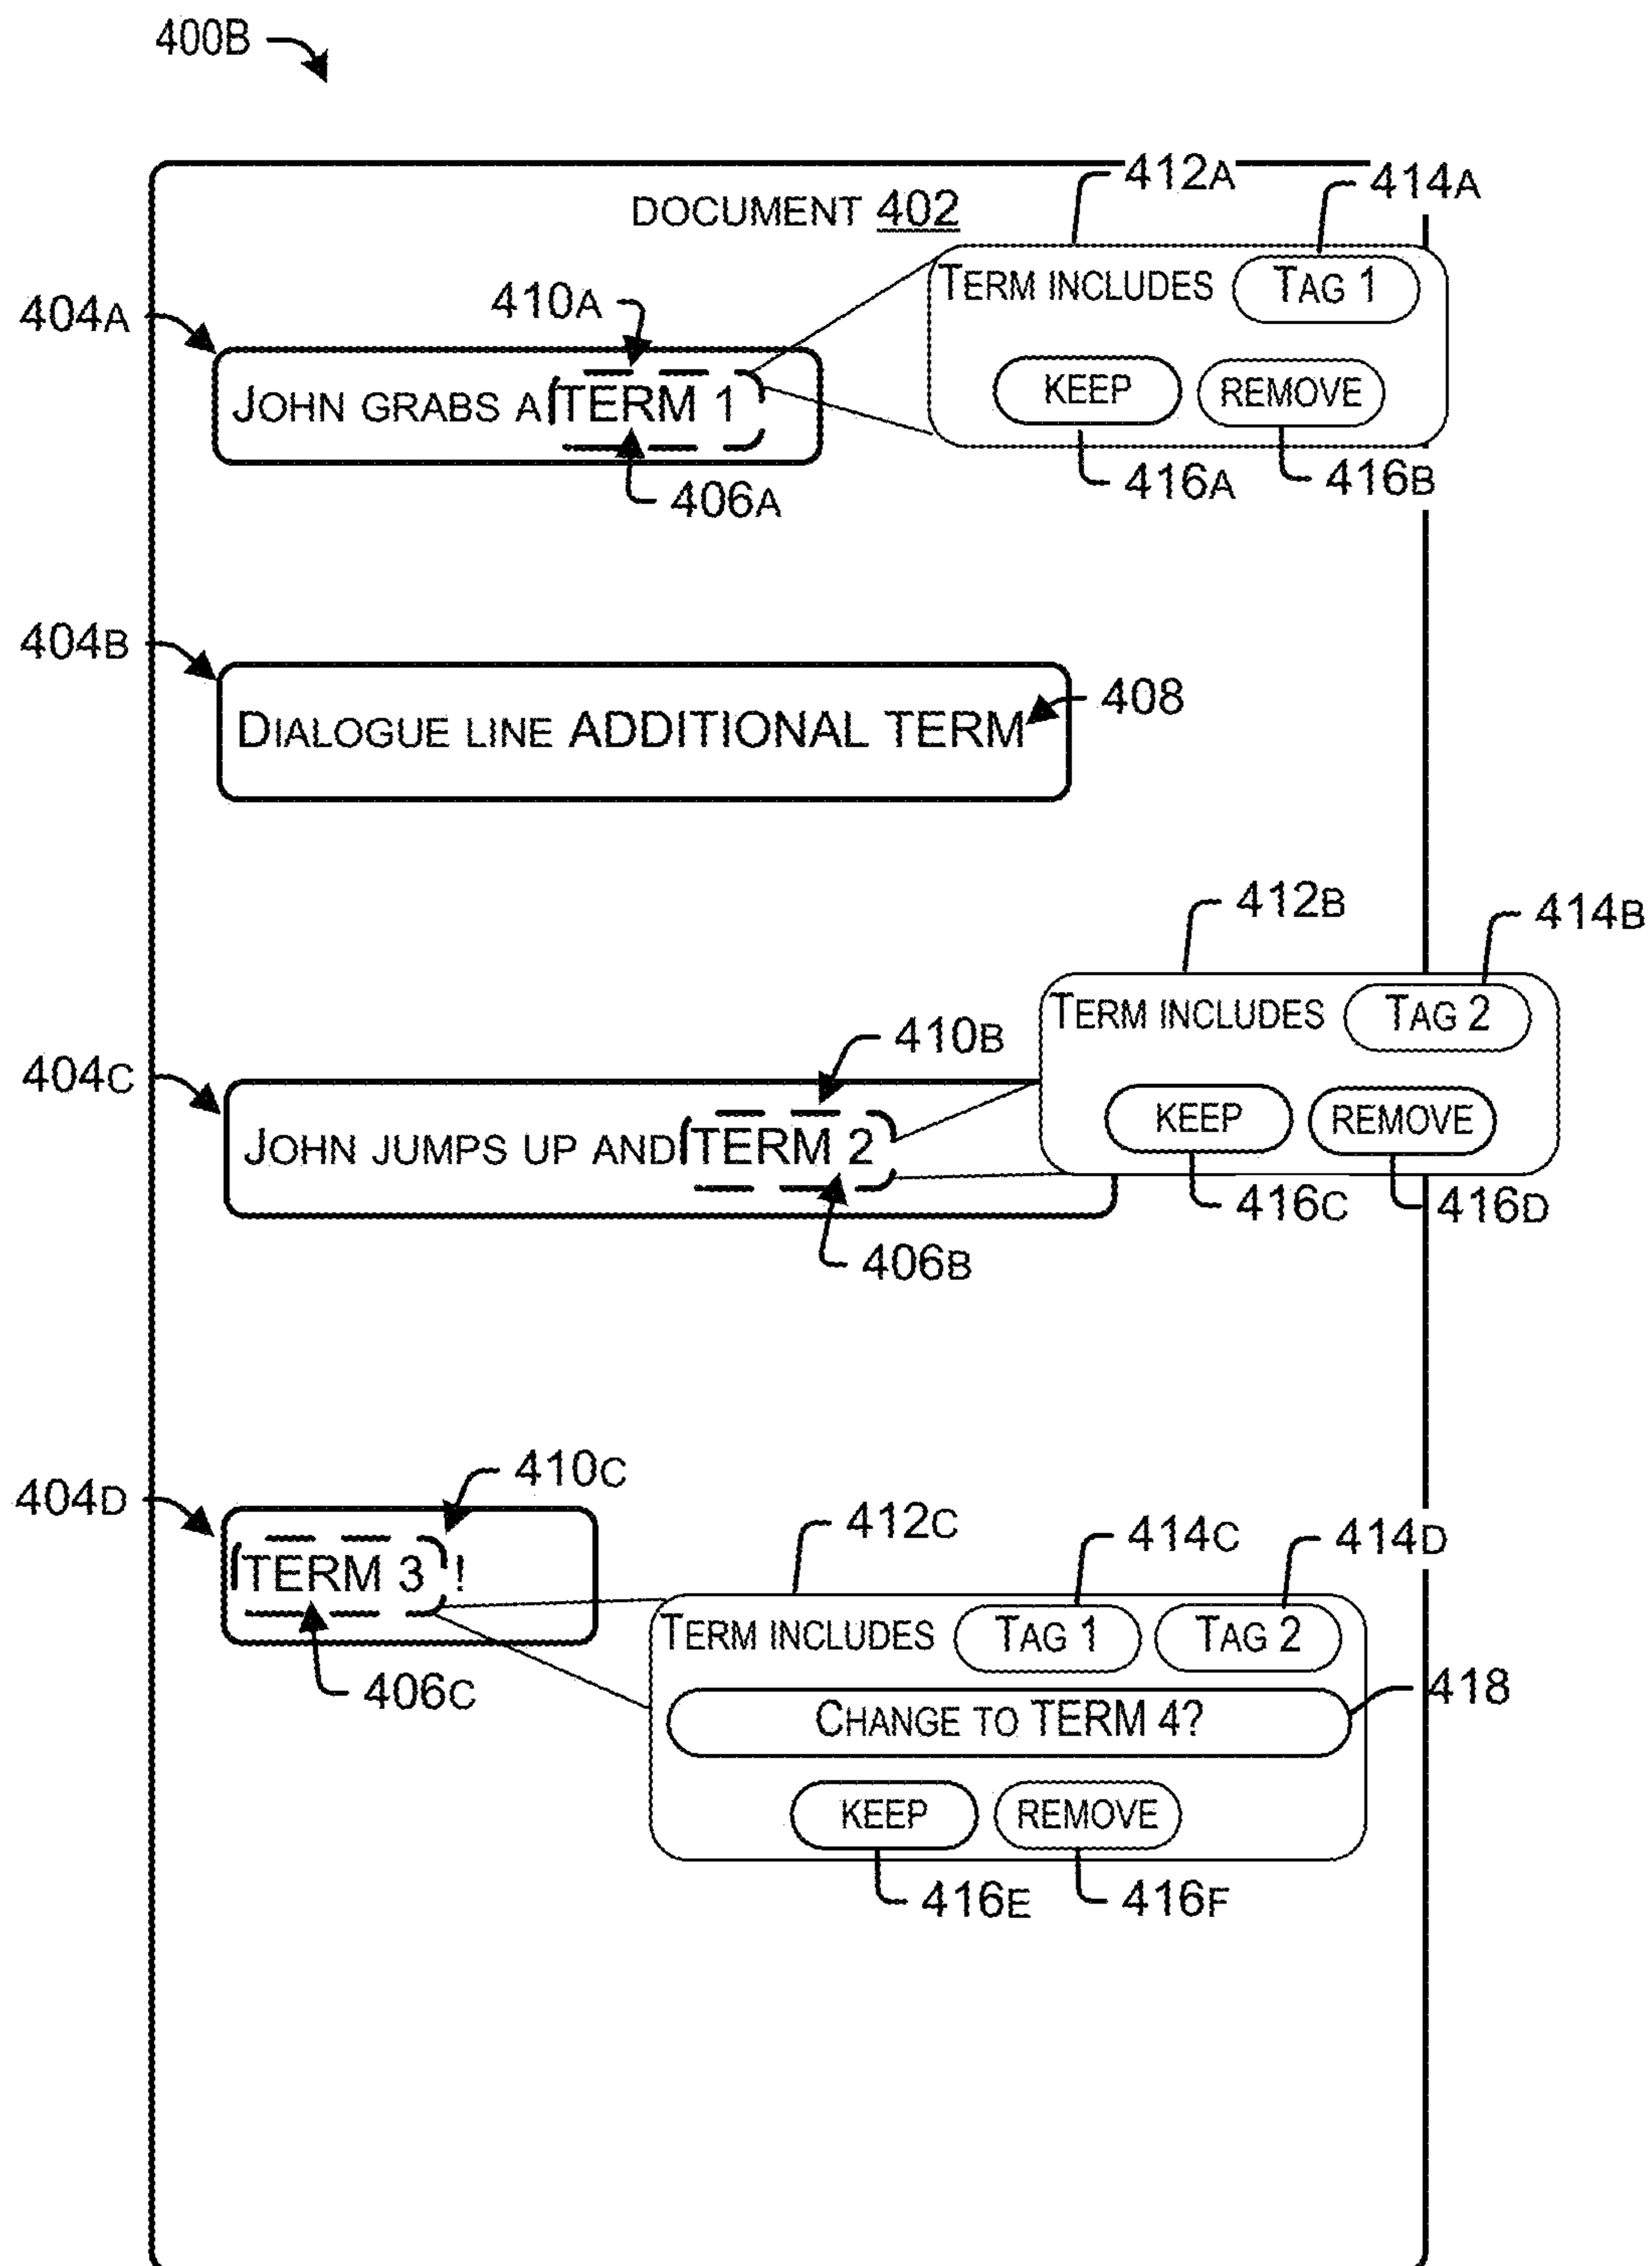 400B
412A 414A
DOCUMENT 402
TERM INCLUDES TAG 1
404A 410A
JOHN GRABS A TERM 1
KEEP REMOVE
406A 416A 416B
404B
408
DIALOGUE LINE ADDITIONAL TERM
412B 414B
TERM INCLUDES TAG 2
404C 410B
JOHN JUMPS UP AND TERM 2
KEEP REMOVE
406B 416C 416D
404D 410C
412C 414C 414D
TERM 3 !
TERM INCLUDES TAG 1 TAG 2
406C 418
CHANGE TO TERM 4?
KEEP REMOVE
416E 416F